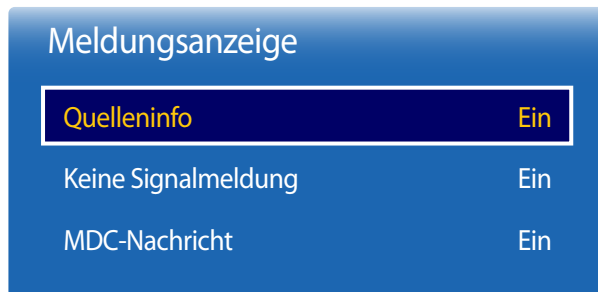 Meldungsanzeige
Quelleninfo Ein
Keine Signalmeldung Ein
MDC-Nachricht Ein